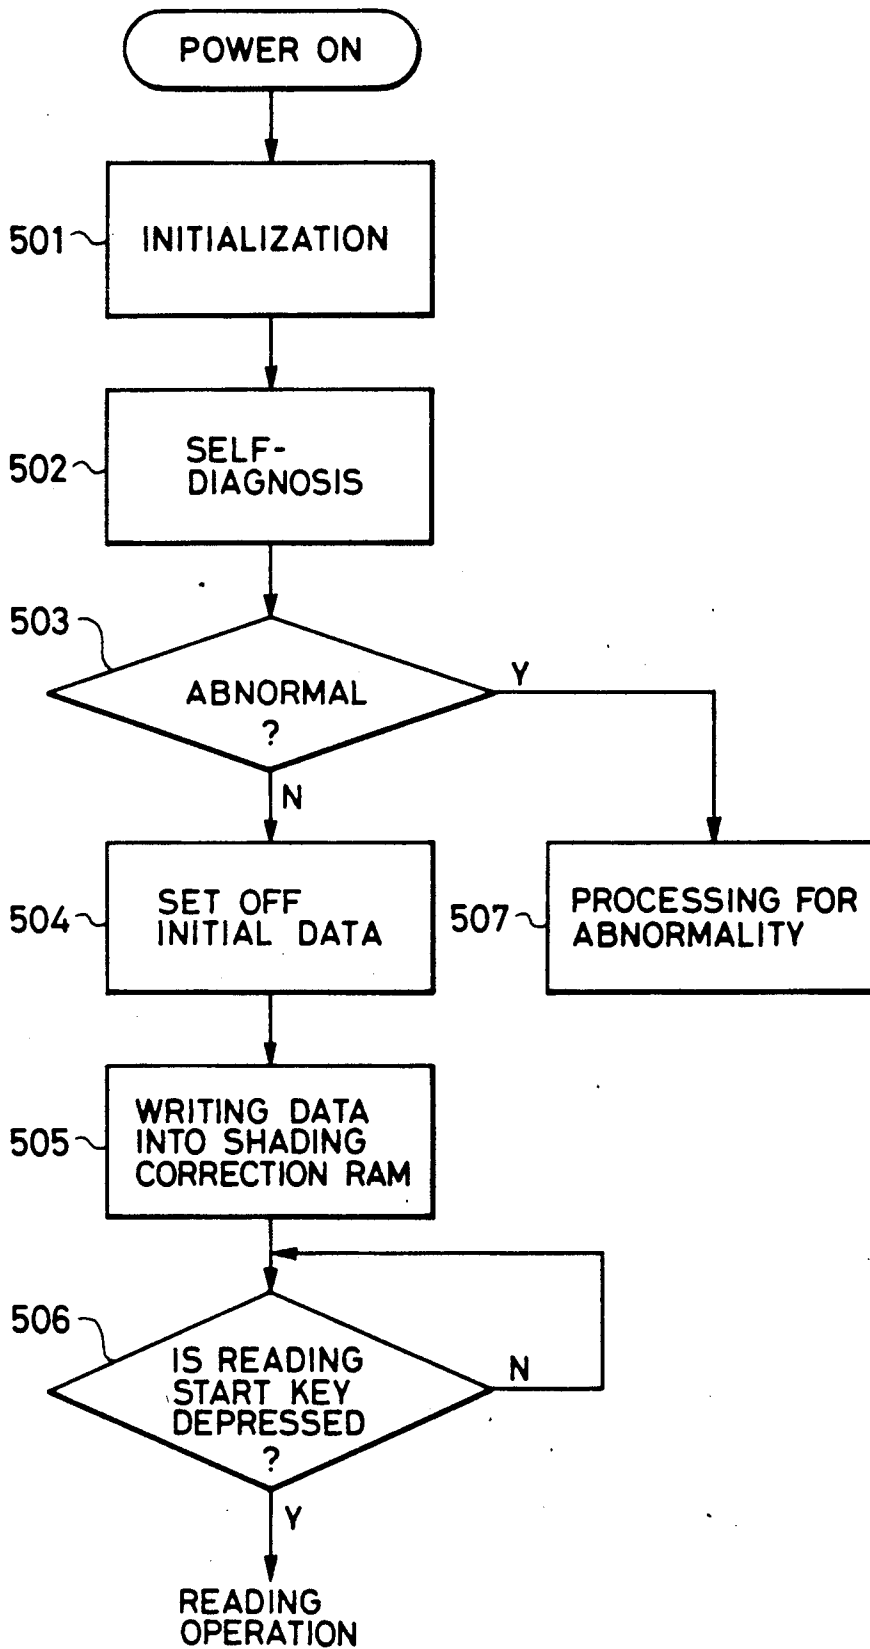 POWER ON
501
INITIALIZATION
502
SELF-
DIAGNOSIS
503
ABNORMAL
?
Y
N
504
SET OFF
INITIAL DATA
507
PROCESSING FOR
ABNORMALITY
505
WRITING DATA
INTO SHADING
CORRECTION RAM
506
IS READING
START KEY
DEPRESSED
?
N
Y
READING
OPERATION